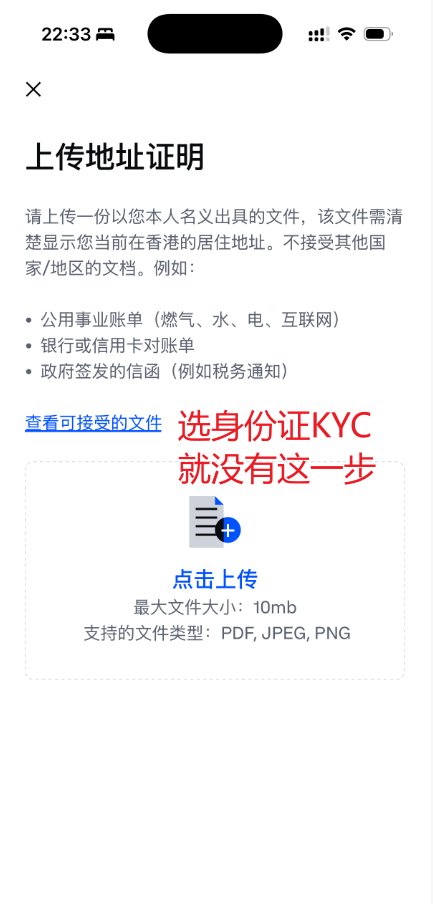 22:33
上传地址证明
请上传一份以您本人名义出具的文件，该文件需清
楚显示您当前在香港的居住地址。不接受其他国
家/地区的文档。例如：
• 公用事业账单（燃气、水、电、互联网）
• 银行或信用卡对账单
• 政府签发的信函（例如税务通知）
查看可接受的文件
选身份证KYC
就没有这一步
点击上传
最大文件大小：10mb
支持的文件类型：PDF, JPEG, PNG